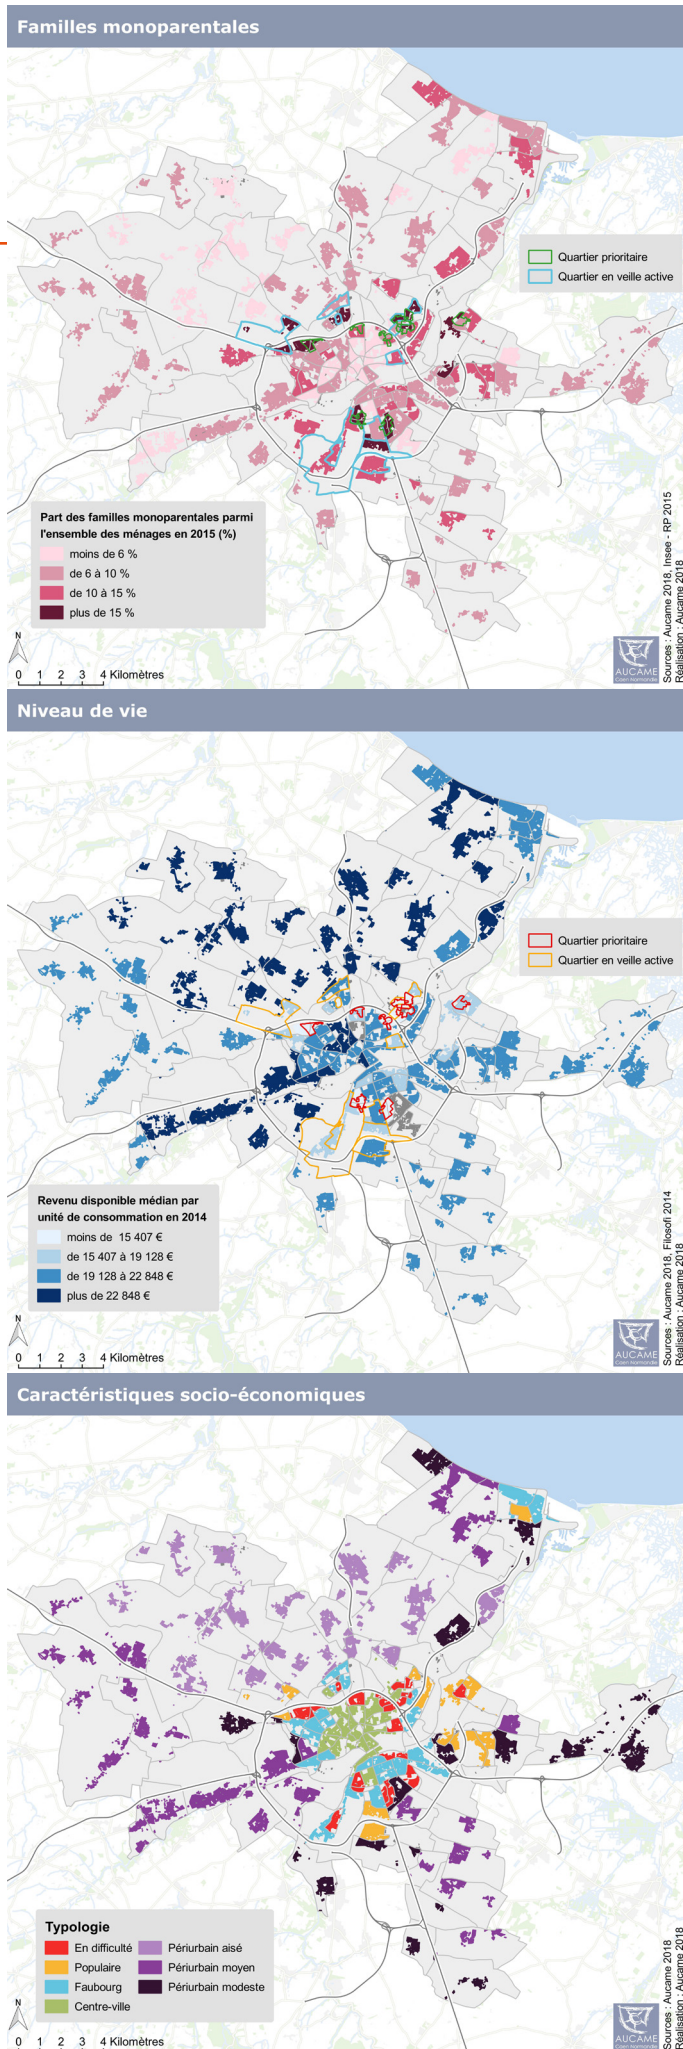 Familles monoparentales
Quartier prioritaire
Quartier en veille active
Part des familles monoparentales parmi
l'ensemble des ménages en 2015 (%)
moins de 6 %
de 6 à 10 %
de 10 à 15 %
plus de 15 %
N
0 1 2 3 4 Kilomètres
AUCAME
Caen Normandie
Sources : Aucame 2018, Insee - RP 2015
Réalisation : Aucame 2018
Niveau de vie
Quartier prioritaire
Quartier en veille active
Revenu disponible médian par
unité de consommation en 2014
moins de 15 407 €
de 15 407 à 19 128 €
de 19 128 à 22 848 €
plus de 22 848 €
N
0 1 2 3 4 Kilomètres
AUCAME
Caen Normandie
Sources : Aucame 2018, Filosofi 2014
Réalisation : Aucame 2018
Caractéristiques socio-économiques
Typologie
En difficulté
Populaire
Faubourg
Centre-ville
Périurbain aisé
Périurbain moyen
Périurbain modeste
N
0 1 2 3 4 Kilomètres
AUCAME
Caen Normandie
Sources : Aucame 2018
Réalisation : Aucame 2018